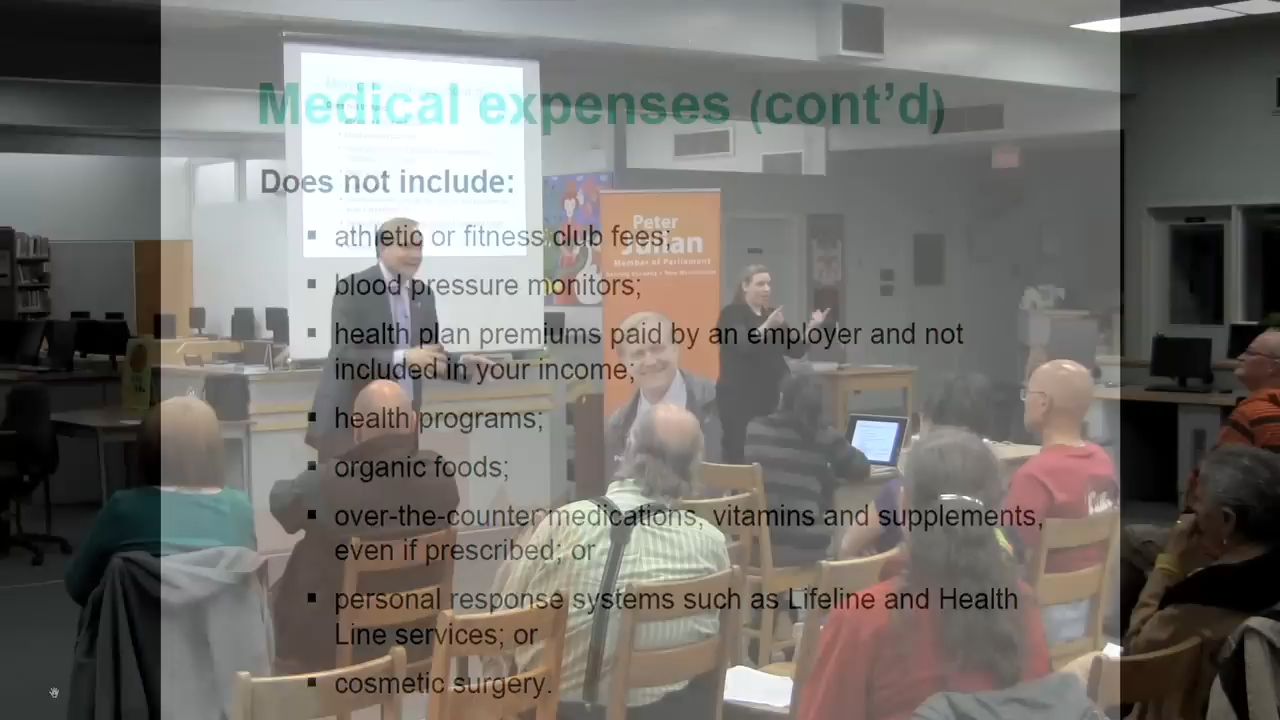 Medical expenses (cont’d)
Does not include:
▪ athletic or fitness club fees;
▪ blood pressure monitors;
▪ health plan premiums paid by an employer and not
included in your income;
▪ health programs;
▪ organic foods;
▪ over-the-counter medications, vitamins and supplements,
even if prescribed; or
▪ personal response systems such as Lifeline and Health
Line services; or
▪ cosmetic surgery.
Peter
Julian
Member of Parliament